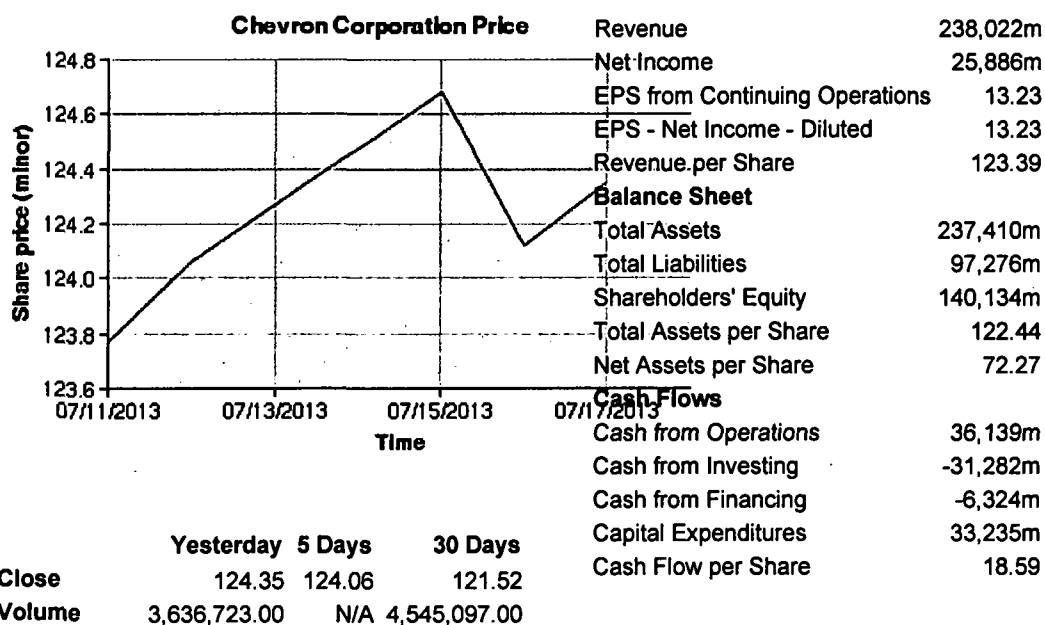 Chevron Corporation Price
124.8
124.6
124.4
124.2
124.0
123.8
123.6
Share price (minor)
07/11/2013 07/13/2013 07/15/2013 07/17/2013
Time
Yesterday 5 Days 30 Days
Close 124.35 124.06 121.52
Volume 3,636,723.00 N/A 4,545,097.00
Revenue 238,022m
Net Income 25,886m
EPS from Continuing Operations 13.23
EPS - Net Income - Diluted 13.23
Revenue per Share 123.39
Balance Sheet
Total Assets 237,410m
Total Liabilities 97,276m
Shareholders' Equity 140,134m
Total Assets per Share 122.44
Net Assets per Share 72.27
Cash Flows
Cash from Operations 36,139m
Cash from Investing -31,282m
Cash from Financing -6,324m
Capital Expenditures 33,235m
Cash Flow per Share 18.59